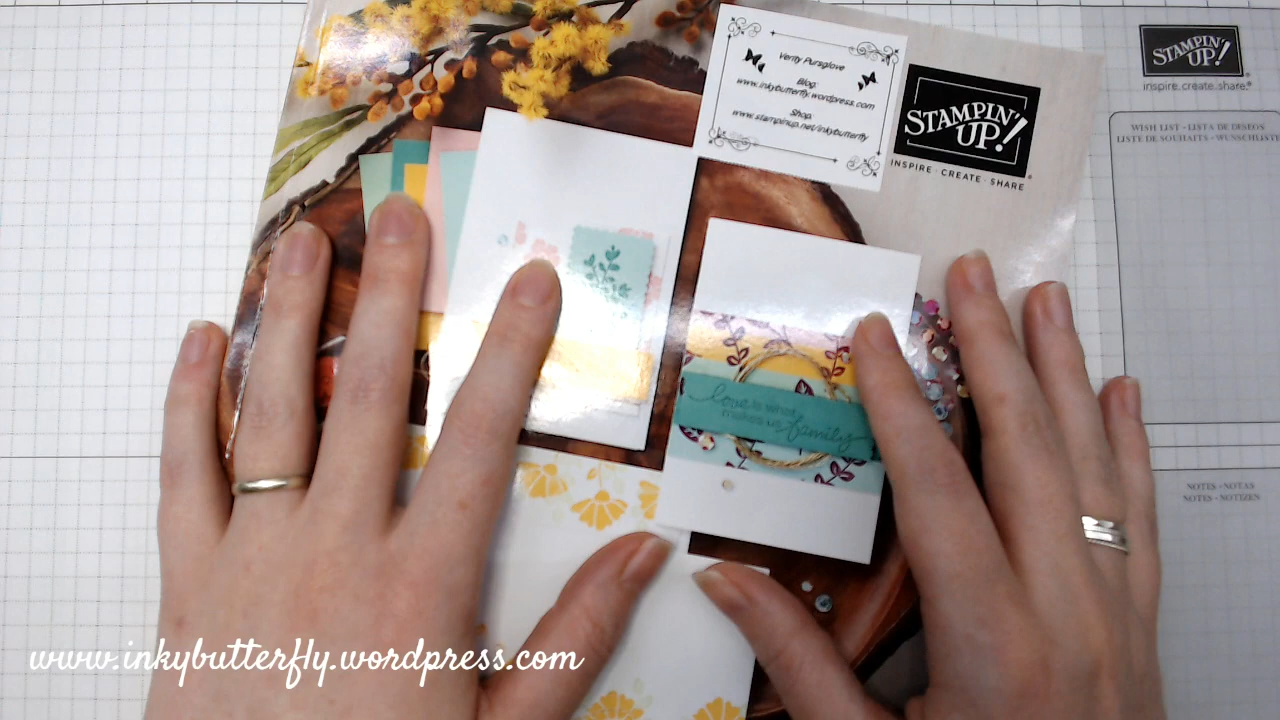 Verity Pursglove
Blog:
www.inkybutterfly.wordpress.com
Shop:
www.stampinup.net/inkybutterfly
STAMPIN'
UP!
INSPIRE · CREATE · SHARE
STAMPIN'
UP!
inspire.create.share.
WISH LIST • LISTA DE DESEOS
LISTE DE SOUHAITS • WUNSCHLISTE
love is what
makes us family
NOTES • NOTAS
NOTES • NOTIZEN
www.inkybutterfly.wordpress.com